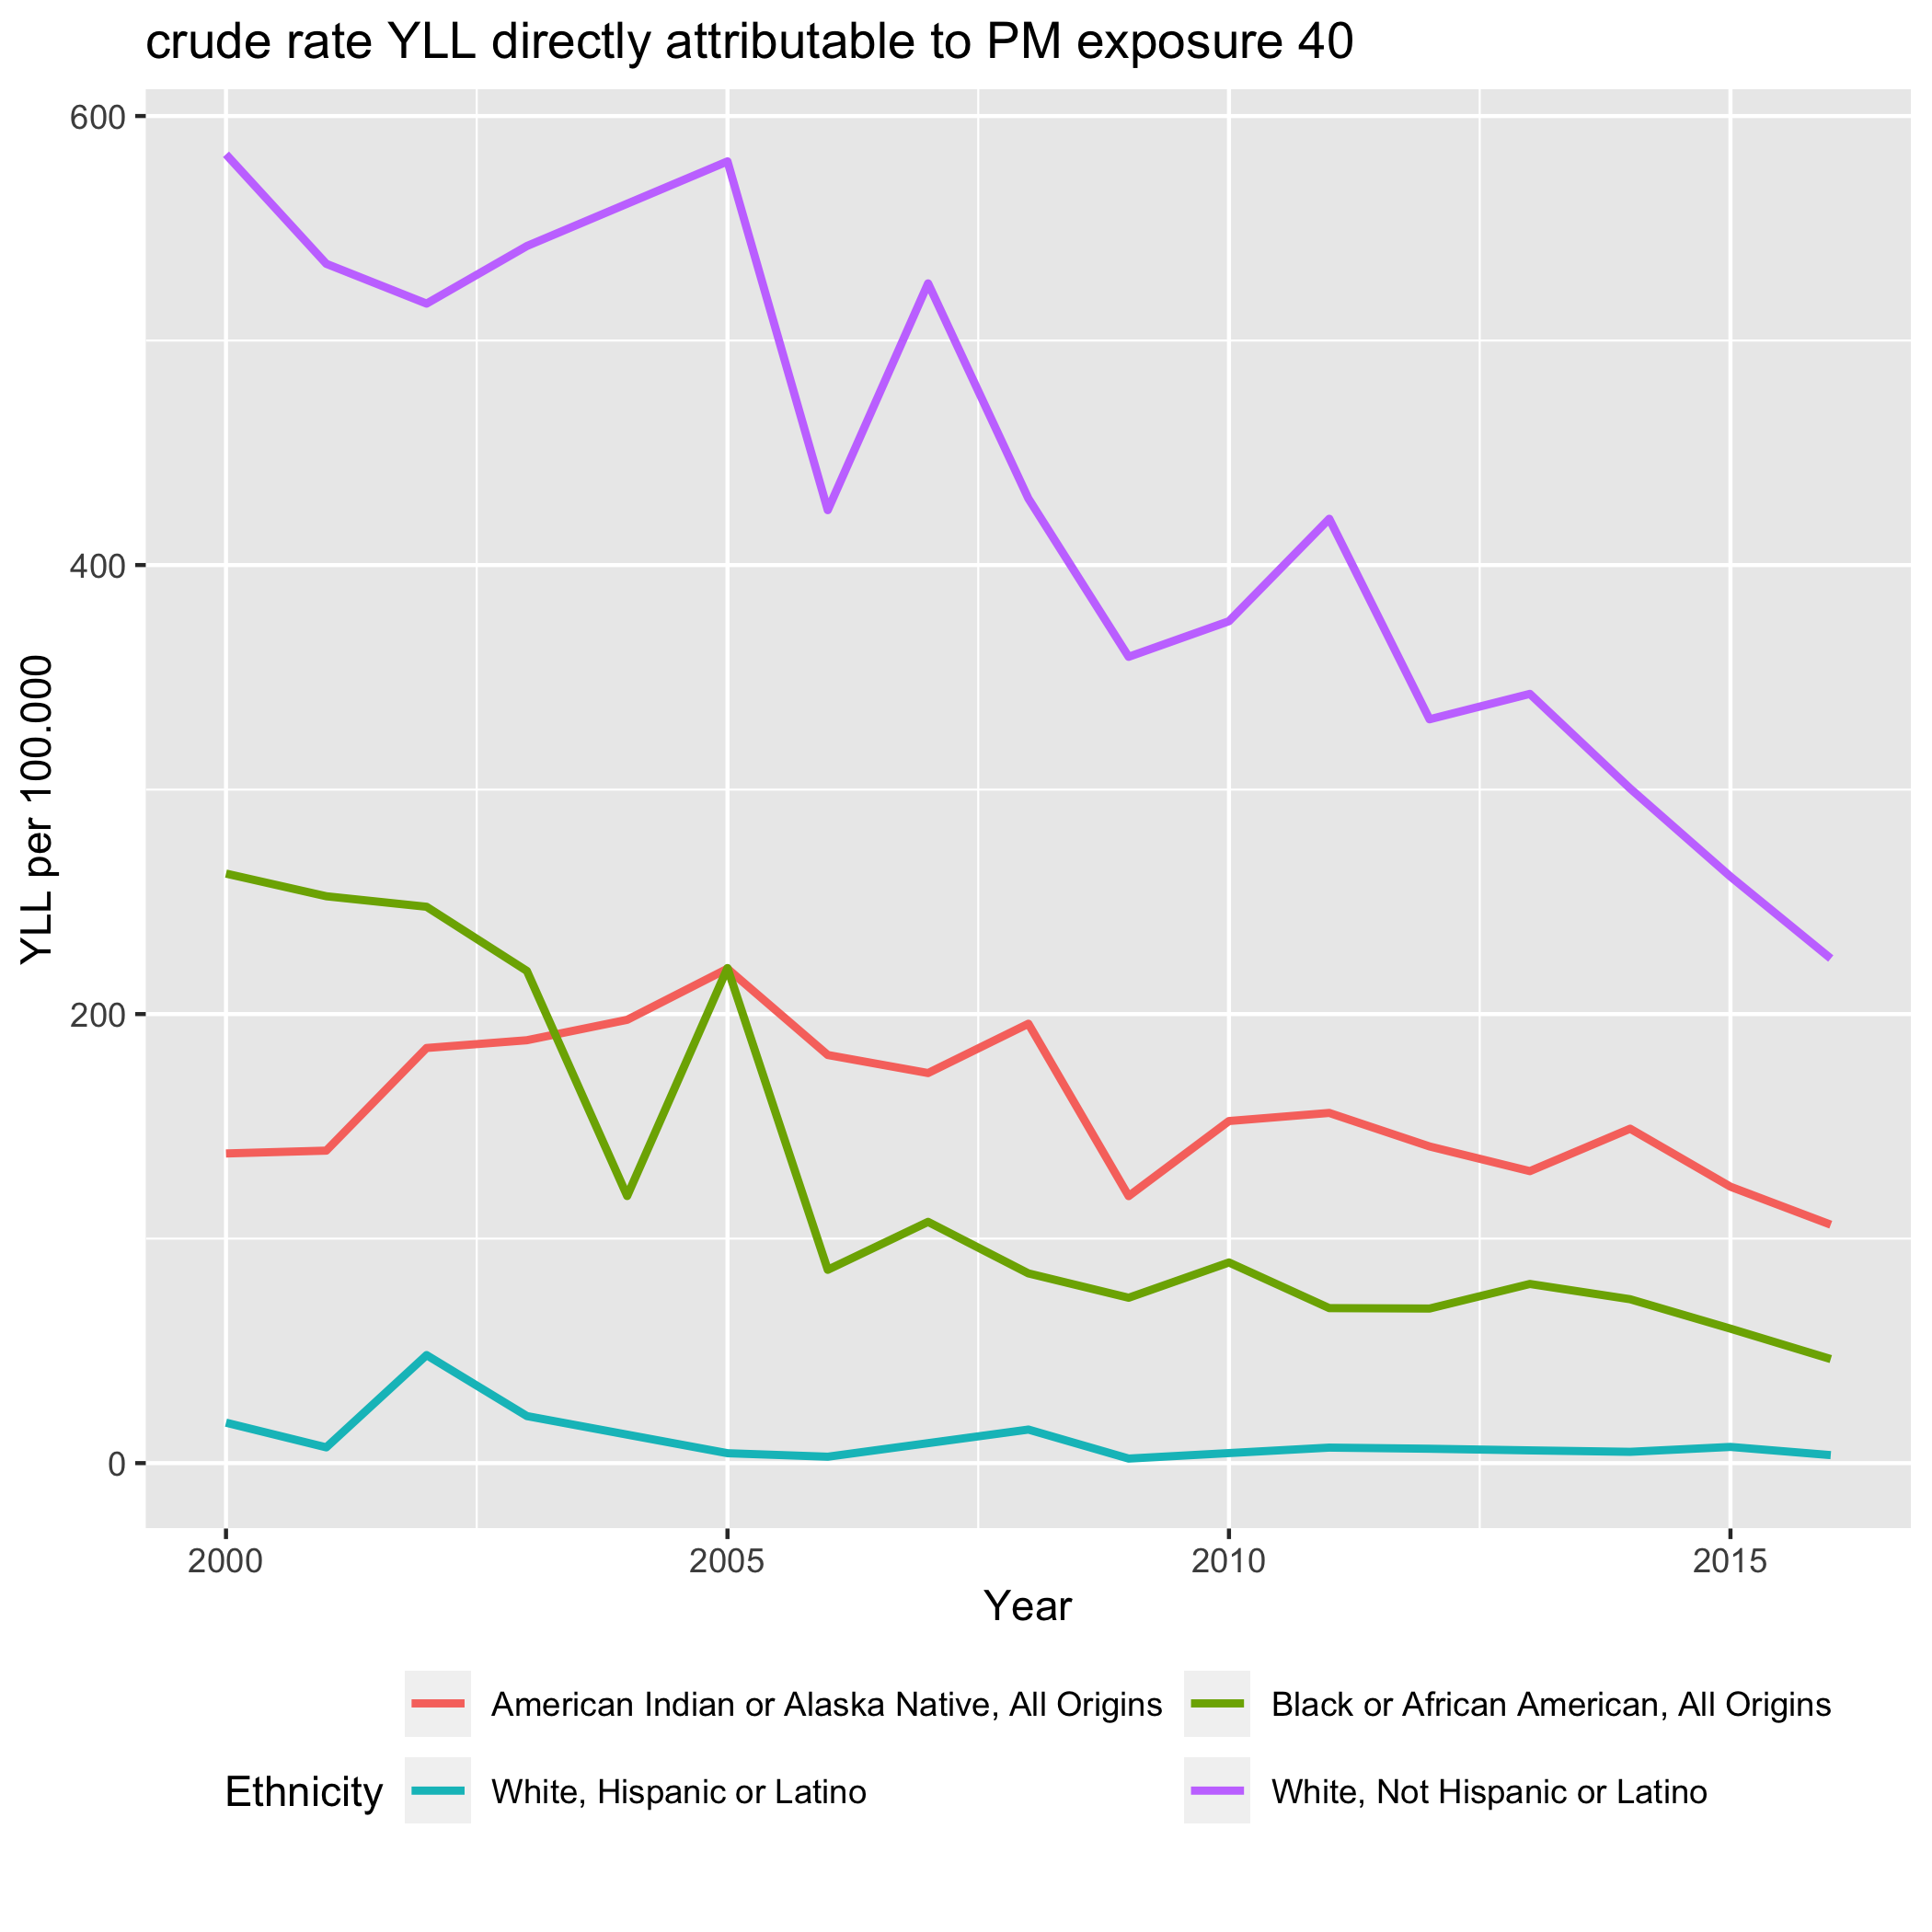 crude rate YLL directly attributable to PM exposure 40
600
400
200
0
YLL per 100.000
2000 2005 2010 2015
Year
Ethnicity
American Indian or Alaska Native, All Origins
Black or African American, All Origins
White, Hispanic or Latino
White, Not Hispanic or Latino